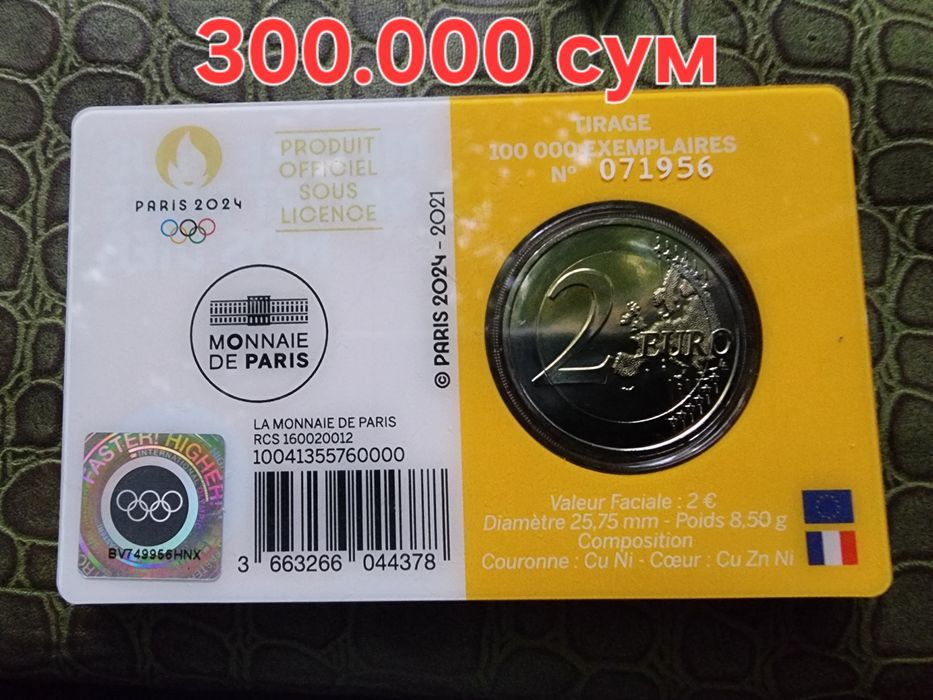 300.000 сум
TIRAGE
100 000 EXEMPLAIRES
N° 071956
PRODUIT
OFFICIEL
SOUS
LICENCE
PARIS 2024
© PARIS 2024 - 2021
MONNAIE
DE PARIS
2 EURO
LA MONNAIE DE PARIS
RCS 160020012
10041355760000
FASTER! HIGHER!
INTERNATIONAL
BV749956HNX
3 663266 044378
Valeur Faciale : 2 €
Diamètre 25,75 mm - Poids 8,50 g
Composition
Couronne : Cu Ni - Cœur : Cu Zn Ni